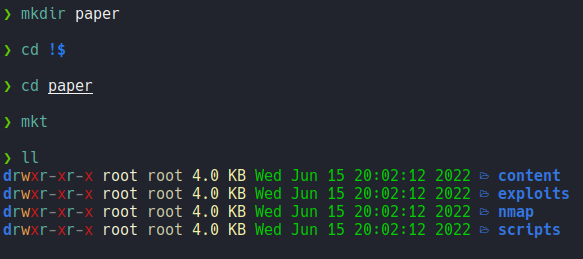 ❯ mkdir paper
❯ cd !$
❯ cd paper
❯ mkt
❯ ll
drwxr-xr-x root root 4.0 KB Wed Jun 15 20:02:12 2022 content
drwxr-xr-x root root 4.0 KB Wed Jun 15 20:02:12 2022 exploits
drwxr-xr-x root root 4.0 KB Wed Jun 15 20:02:12 2022 nmap
drwxr-xr-x root root 4.0 KB Wed Jun 15 20:02:12 2022 scripts